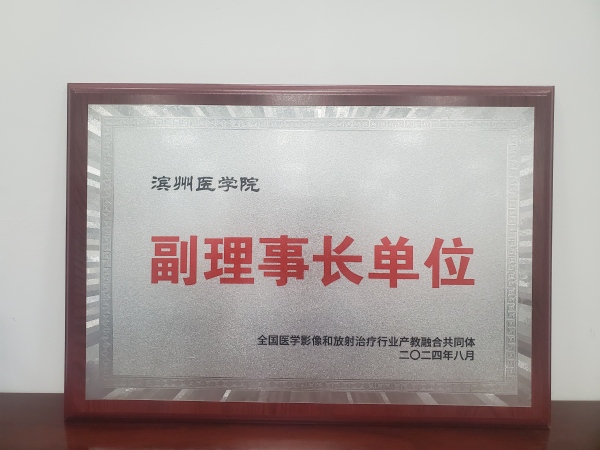 滨州医学院
副理事长单位
全国医学影像和放射治疗行业产教融合共同体
二〇二四年八月